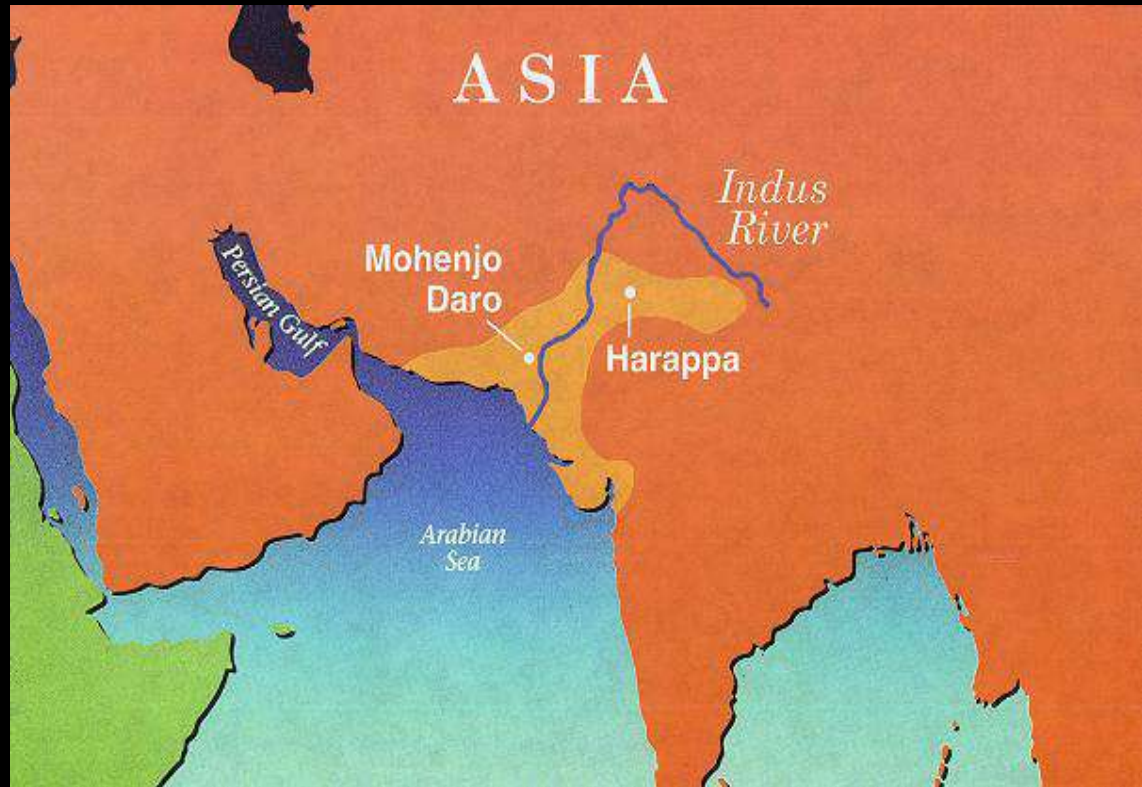 ASIA
Indus
River
Mohenjo
Daro
Persian Gulf
Harappa
Arabian
Sea